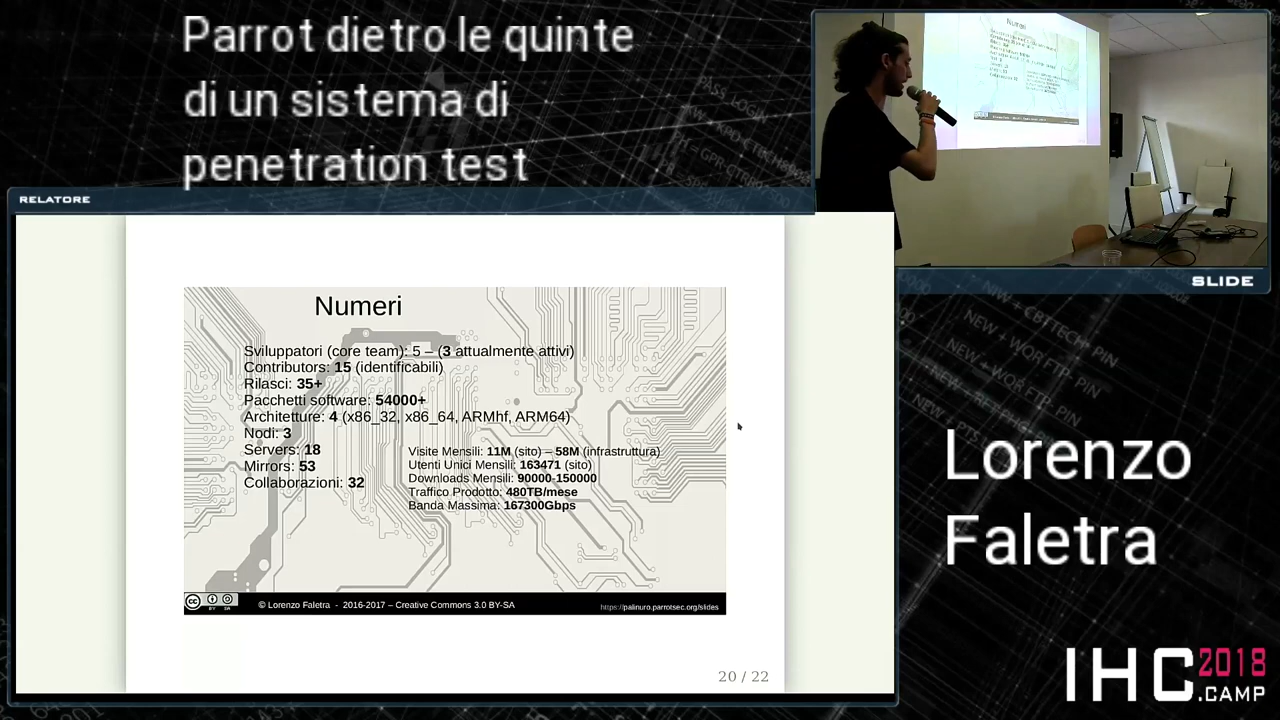 Parrot dietro le quinte
di un sistema di
penetration test
RELATORE
SLIDE
Numeri
Numeri
Sviluppatori (core team): 5 – (3 attualmente attivi)
Contributors: 15 (identificabili)
Rilasci: 35+
Pacchetti software: 54000+
Architetture: 4 (x86_32, x86_64, ARMhf, ARM64)
Nodi: 3
Servers: 18
Mirrors: 53
Collaborazioni: 32
Visite Mensili: 11M (sito) – 58M (infrastruttura)
Utenti Unici Mensili: 163471 (sito)
Downloads Mensili: 90000-150000
Traffico Prodotto: 480TB/mese
Banda Massima: 167300Gbps
cc BY SA
© Lorenzo Faletra - 2016-2017 – Creative Commons 3.0 BY-SA
https://palinuro.parrotsec.org/slides
20 / 22
Lorenzo
Faletra
IHC 2018
.CAMP